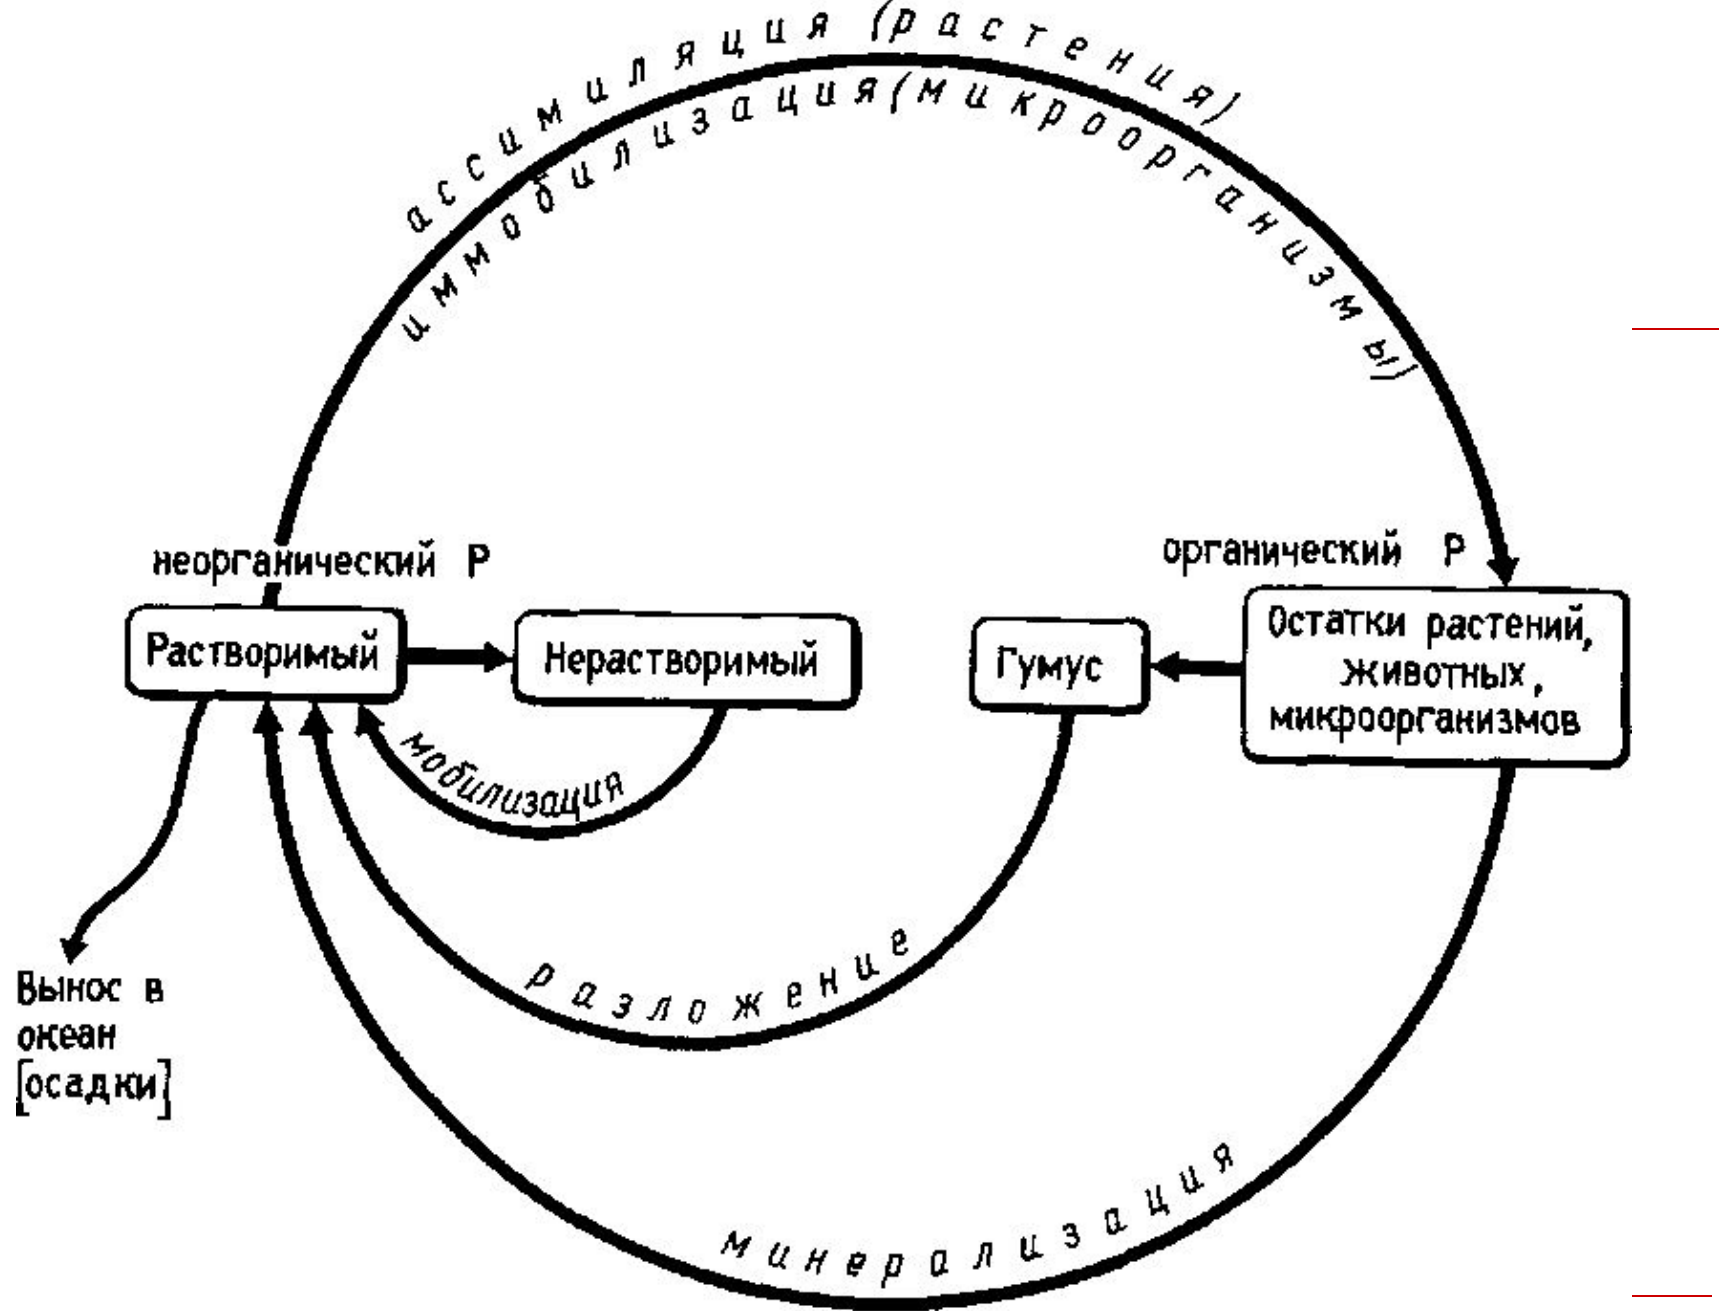 ассимиляция (растения)
иммобилизация (микроорганизмы)
неорганический P
органический P
Растворимый
Нерастворимый
Гумус
Остатки растений,
животных,
микроорганизмов
мобилизация
разложение
Вынос в
океан
[осадки]
минерализация